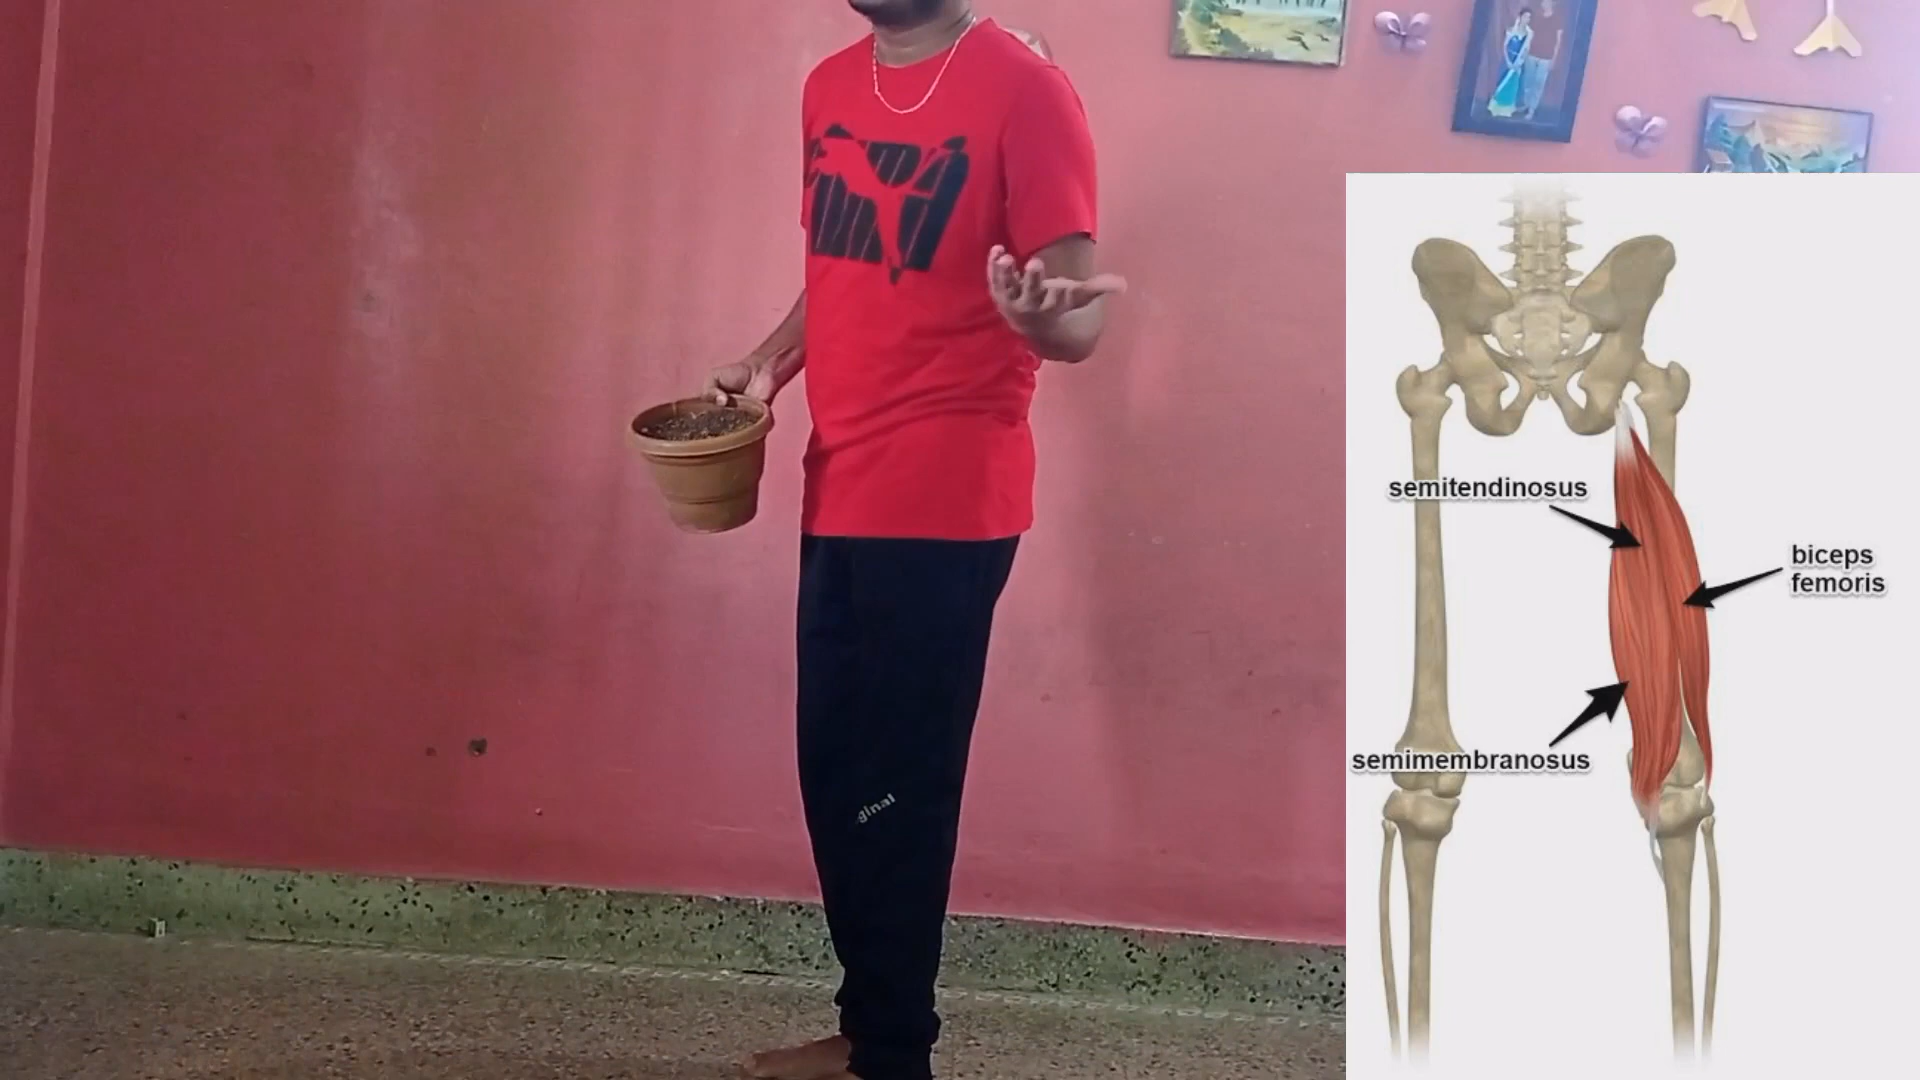 semitendinosus
biceps
femoris
semimembranosus
ginal